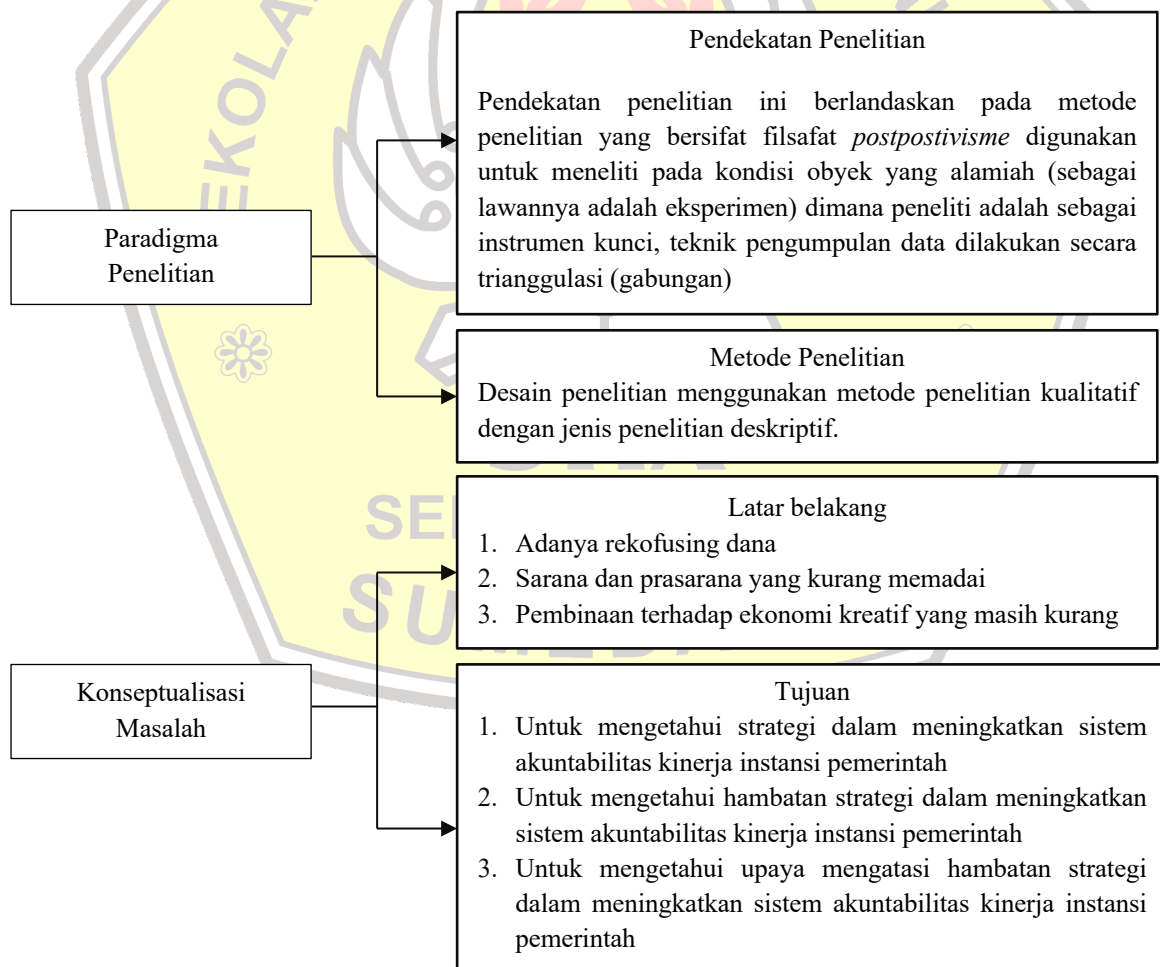 Pendekatan Penelitian
Pendekatan penelitian ini berlandaskan pada metode
penelitian yang bersifat filsafat postpostivisme digunakan
untuk meneliti pada kondisi obyek yang alamiah (sebagai
lawannya adalah eksperimen) dimana peneliti adalah sebagai
instrumen kunci, teknik pengumpulan data dilakukan secara
trianggulasi (gabungan)
Paradigma
Penelitian
Metode Penelitian
Desain penelitian menggunakan metode penelitian kualitatif
dengan jenis penelitian deskriptif.
Latar belakang
1. Adanya rekofusing dana
2. Sarana dan prasarana yang kurang memadai
3. Pembinaan terhadap ekonomi kreatif yang masih kurang
Konseptualisasi
Masalah
Tujuan
1. Untuk mengetahui strategi dalam meningkatkan sistem
akuntabilitas kinerja instansi pemerintah
2. Untuk mengetahui hambatan strategi dalam meningkatkan
sistem akuntabilitas kinerja instansi pemerintah
3. Untuk mengetahui upaya mengatasi hambatan strategi
dalam meningkatkan sistem akuntabilitas kinerja instansi
pemerintah